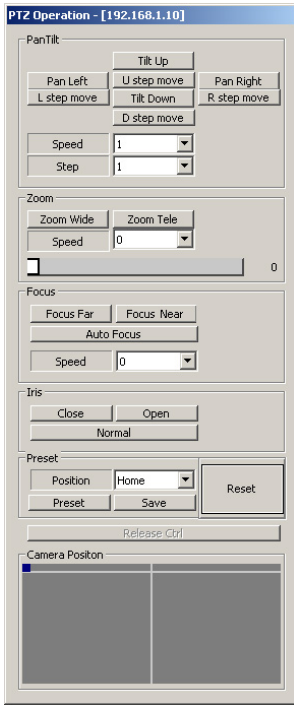 PTZ Operation - [192.168.1.10]
PanTilt
Tilt Up
Pan Left U step move Pan Right
L step move Tilt Down R step move
D step move
Speed 1
Step 1
Zoom
Zoom Wide Zoom Tele
Speed 0
0
Focus
Focus Far Focus Near
Auto Focus
Speed 0
Iris
Close Open
Normal
Preset
Position Home Reset
Preset Save
Release Ctrl
Camera Positon